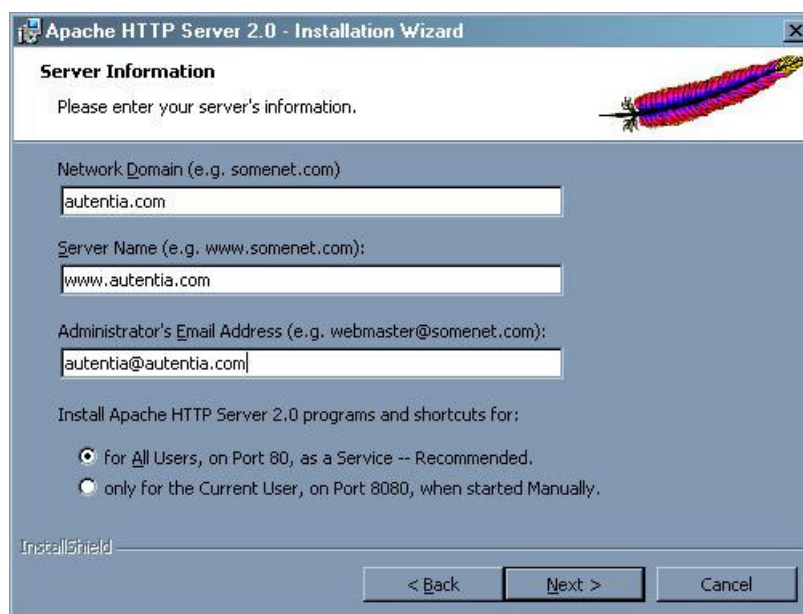 Apache HTTP Server 2.0 - Installation Wizard
Server Information
Please enter your server's information.
Network Domain (e.g. somenet.com)
autentia.com
Server Name (e.g. www.somenet.com):
www.autentia.com
Administrator's Email Address (e.g. webmaster@somenet.com):
autentia@autentia.com
Install Apache HTTP Server 2.0 programs and shortcuts for:
for All Users, on Port 80, as a Service -- Recommended.
only for the Current User, on Port 8080, when started Manually.
InstallShield
< Back Next > Cancel